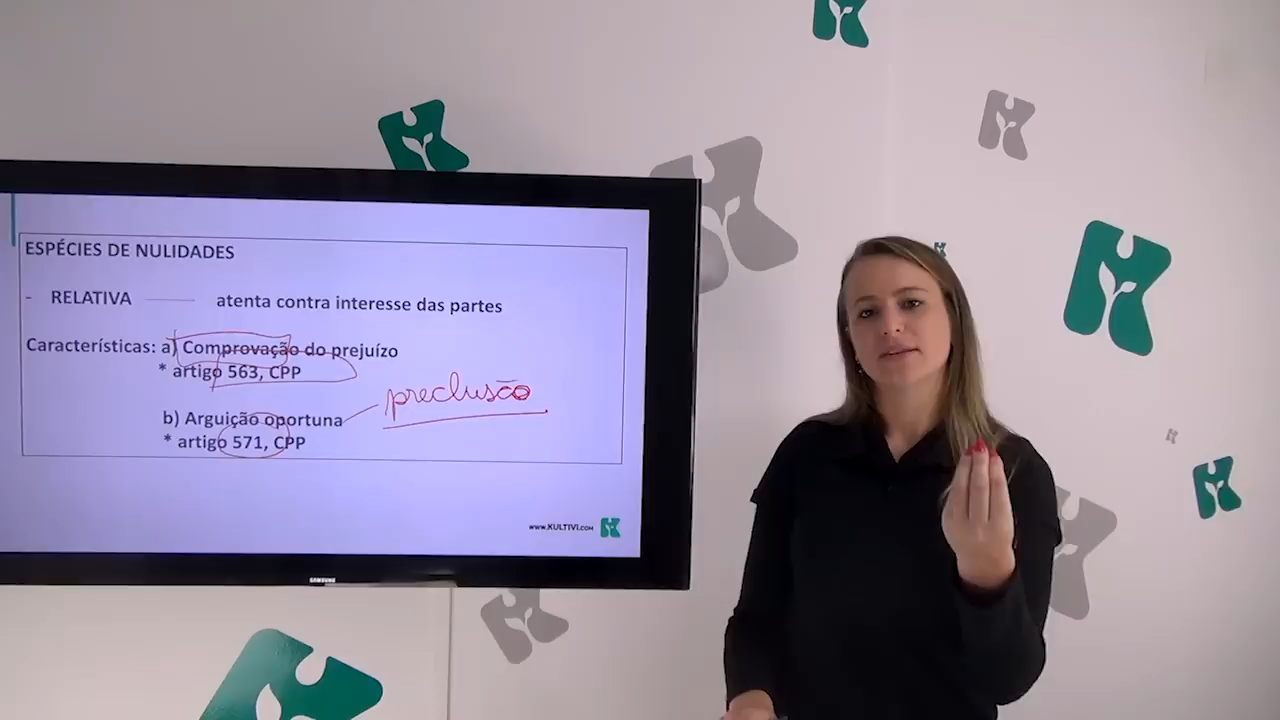 ESPÉCIES DE NULIDADES
- RELATIVA atenta contra interesse das partes
Características: a) Comprovação do prejuízo
* artigo 563, CPP
preclusão
b) Arguição oportuna
* artigo 571, CPP
www.KULTIVI.COM
SAMSUNG